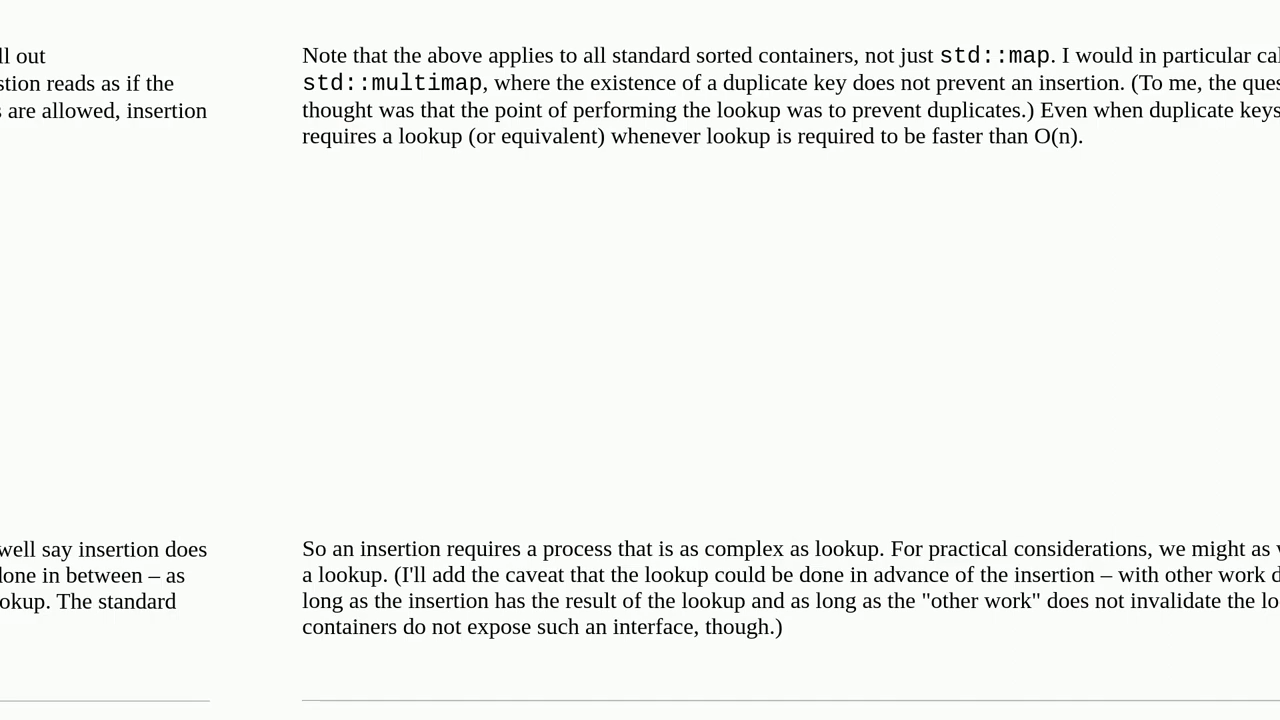 ll out
stion reads as if the
s are allowed, insertion
Note that the above applies to all standard sorted containers, not just std::map. I would in particular cal
std::multimap, where the existence of a duplicate key does not prevent an insertion. (To me, the ques
thought was that the point of performing the lookup was to prevent duplicates.) Even when duplicate keys
requires a lookup (or equivalent) whenever lookup is required to be faster than O(n).
well say insertion does
lone in between – as
okup. The standard
So an insertion requires a process that is as complex as lookup. For practical considerations, we might as v
a lookup. (I'll add the caveat that the lookup could be done in advance of the insertion – with other work d
long as the insertion has the result of the lookup and as long as the "other work" does not invalidate the lo
containers do not expose such an interface, though.)